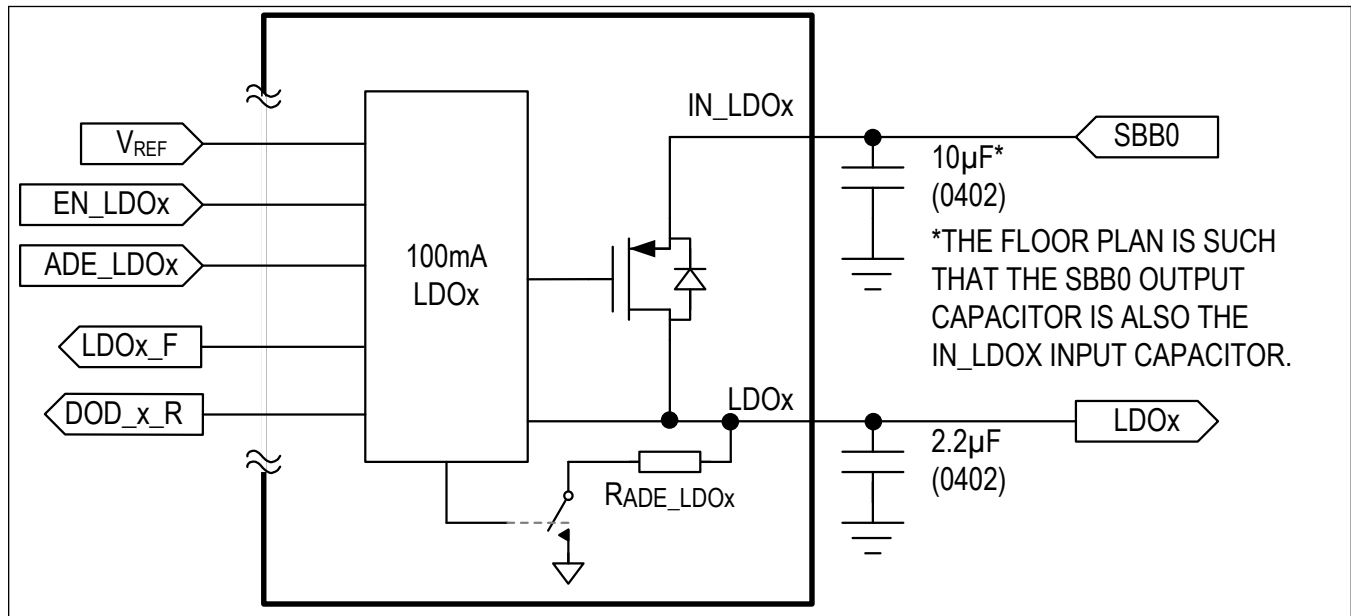 VREF
EN_LDOx
ADE_LDOx
LDOx_F
DOD_x_R
100mA
LDOx
IN_LDOx
SBB0
10µF*
(0402)
*THE FLOOR PLAN IS SUCH
THAT THE SBB0 OUTPUT
CAPACITOR IS ALSO THE
IN_LDOX INPUT CAPACITOR.
LDOx
LDOx
2.2µF
(0402)
RADE_LDOx